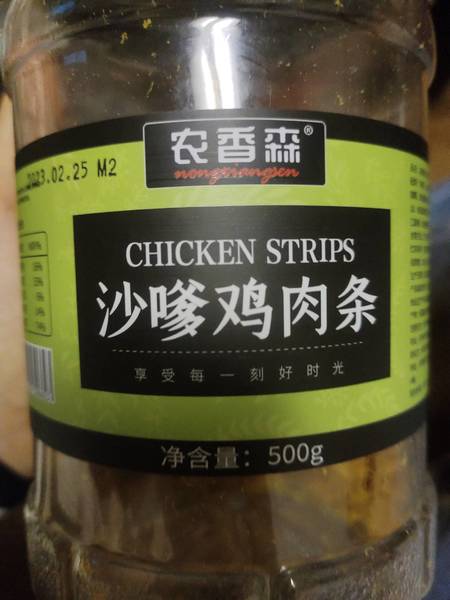 农香森®
nongxiangsen
2023.02.25 M2
CHICKEN STRIPS
沙嗲鸡肉条
享受每一刻好时光
净含量：500g